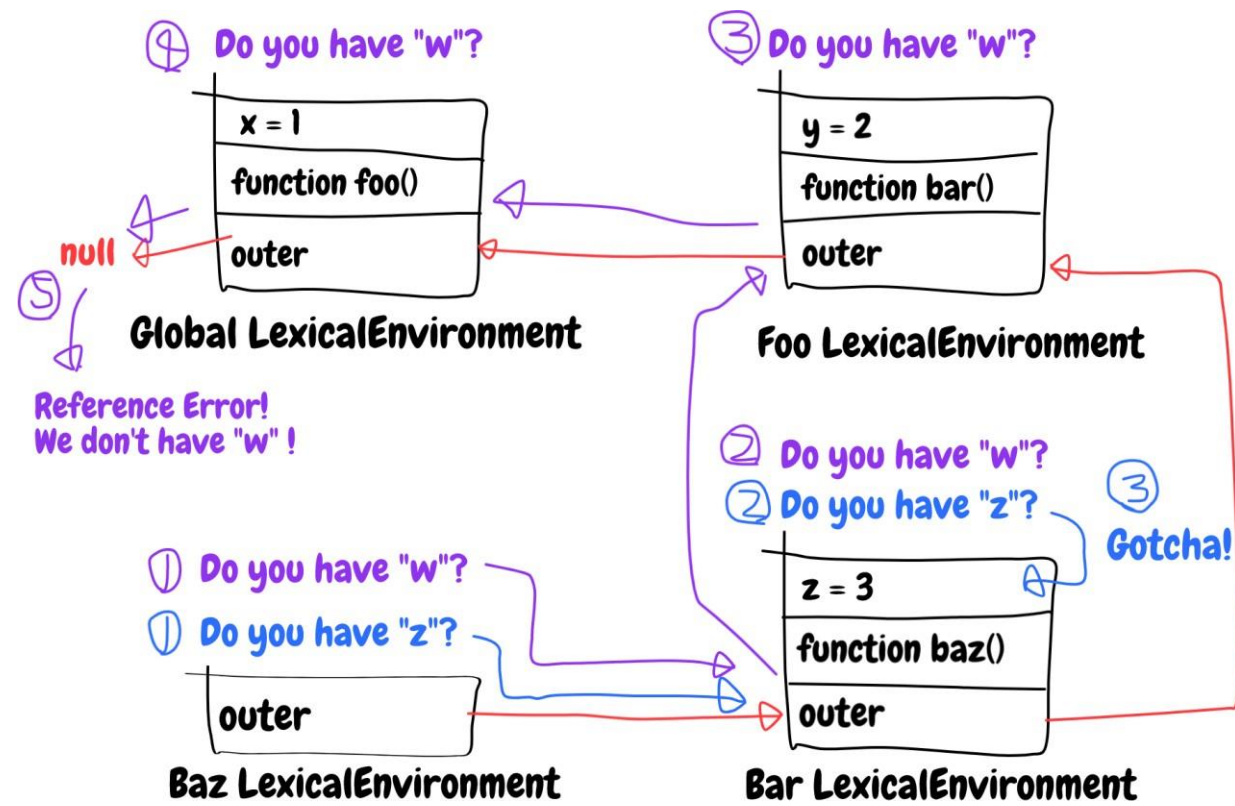 ④ Do you have "w"?
x = 1
function foo()
outer
null
⑤
Reference Error!
We don't have "w" !
Global LexicalEnvironment
③ Do you have "w"?
y = 2
function bar()
outer
Foo LexicalEnvironment
① Do you have "w"?
① Do you have "z"?
outer
Baz LexicalEnvironment
② Do you have "w"?
② Do you have "z"?
③
Gotcha!
z = 3
function baz()
outer
Bar LexicalEnvironment